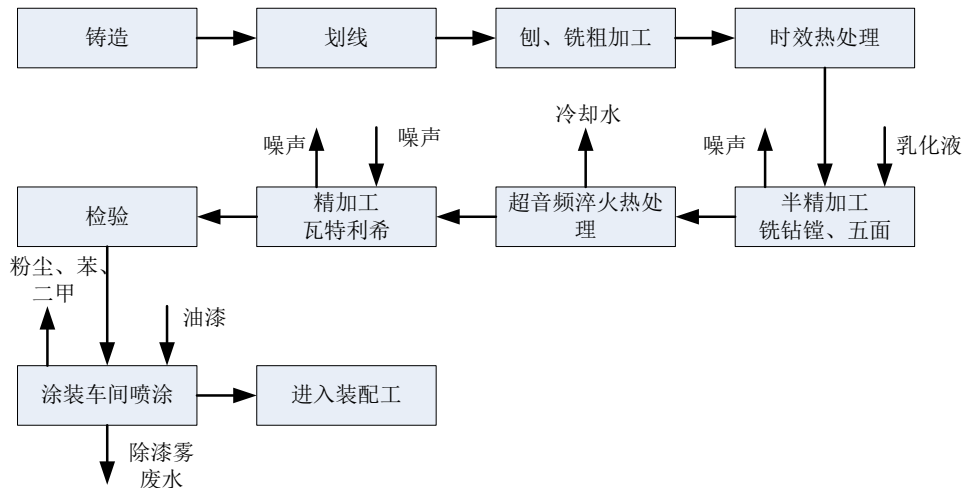 铸造
划线
刨、铣粗加工
时效热处理
噪声
噪声
冷却水
噪声
乳化液
检验
精加工
瓦特利希
超音频淬火热处
理
半精加工
铣钻镗、五面
粉尘、苯、
二甲
油漆
涂装车间喷涂
进入装配工
除漆雾
废水